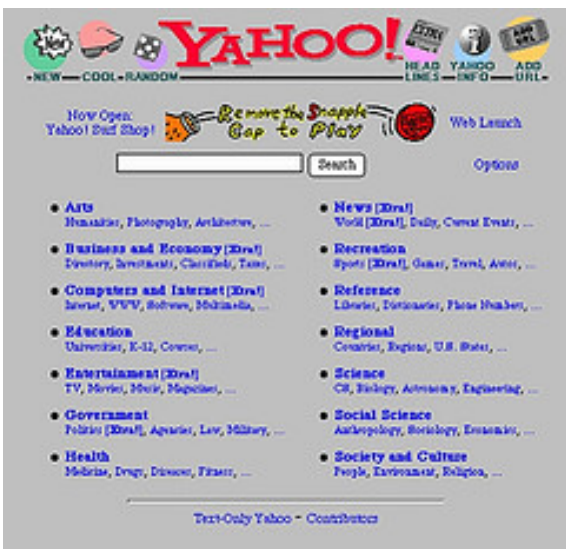 New
EXTRA
ADD URL
YAHOO!
NEW COOL RANDOM
HEAD LINES YAHOO INFO ADD URL
Now Open: Yahoo! Surf Shop!
Remove the Snapple Cap to Play
Web Launch
Search
Options
Arts
Humanities, Photography, Architecture, ...
Business and Economy [Xtra!]
Directory, Investments, Classifieds, Taxes, ...
Computers and Internet [Xtra!]
Internet, WWW, Software, Multimedia, ...
Education
Universities, K-12, Courses, ...
Entertainment [Xtra!]
TV, Movies, Music, Magazines, ...
Government
Politics [Xtra!], Agencies, Law, Military, ...
Health
Medicine, Drugs, Diseases, Fitness, ...
News [Xtra!]
World [Xtra!], Daily, Current Events, ...
Recreation
Sports [Xtra!], Games, Travel, Autos, ...
Reference
Libraries, Dictionaries, Phone Numbers, ...
Regional
Countries, Regions, U.S. States, ...
Science
CS, Biology, Astronomy, Engineering, ...
Social Science
Anthropology, Sociology, Economics, ...
Society and Culture
People, Environment, Religion, ...
Text-Only Yahoo - Contributors